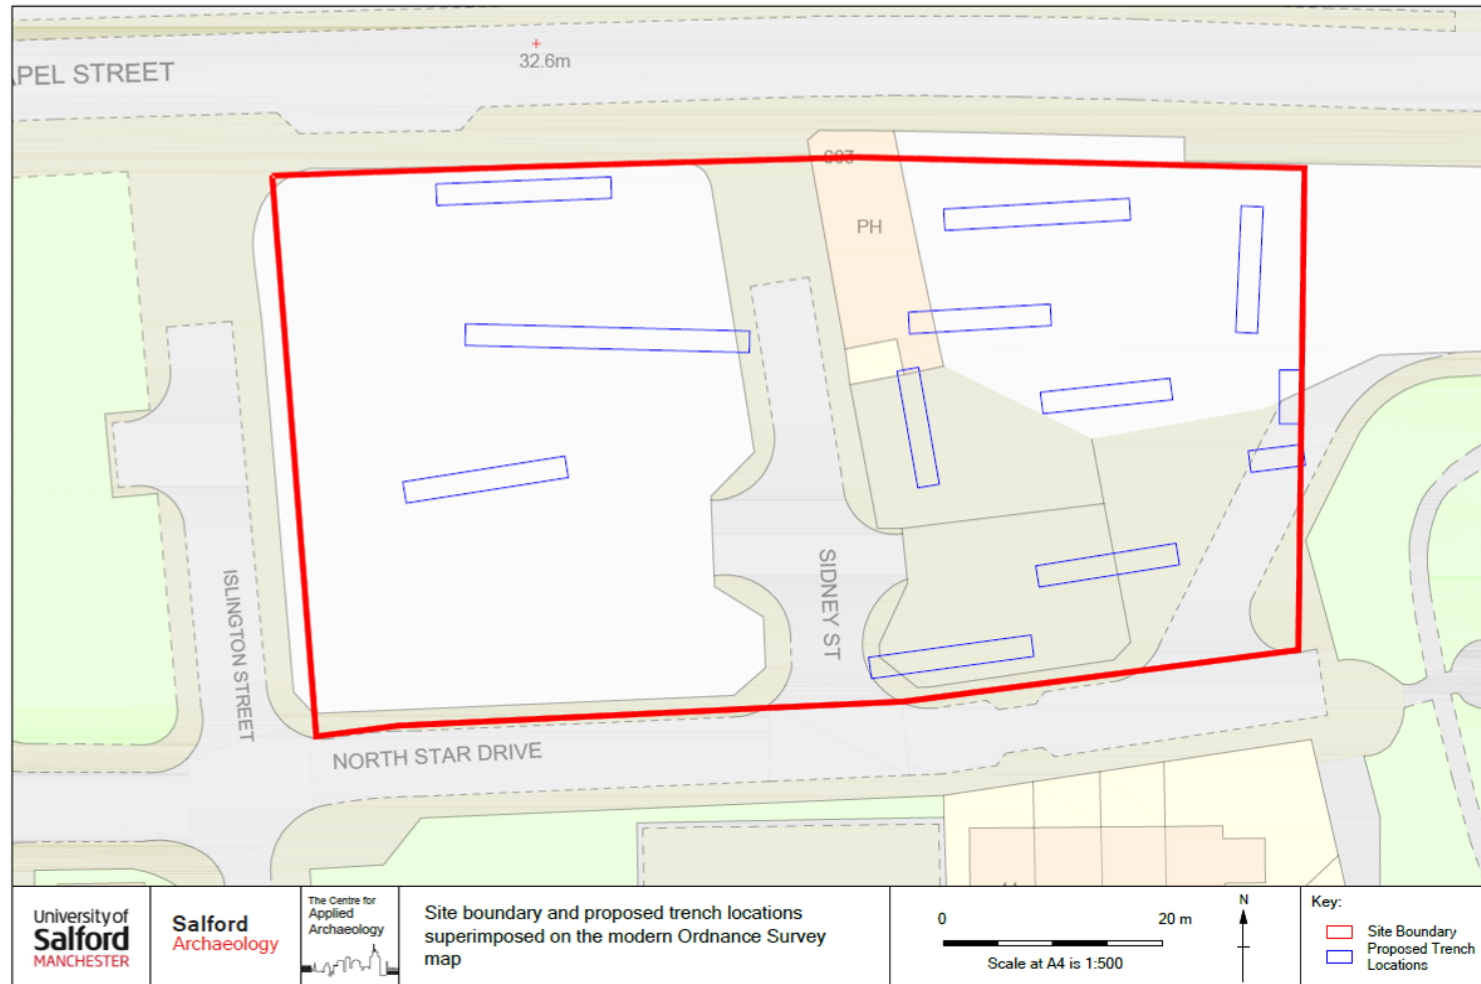 APEL STREET
32.6m
PH
SIDNEY ST
ISLINGTON STREET
NORTH STAR DRIVE
University of
Salford
MANCHESTER
Salford
Archaeology
The Centre for
Applied
Archaeology
Site boundary and proposed trench locations
superimposed on the modern Ordnance Survey
map
0 20 m
Scale at A4 is 1:500
N
Key:
Site Boundary
Proposed Trench
Locations